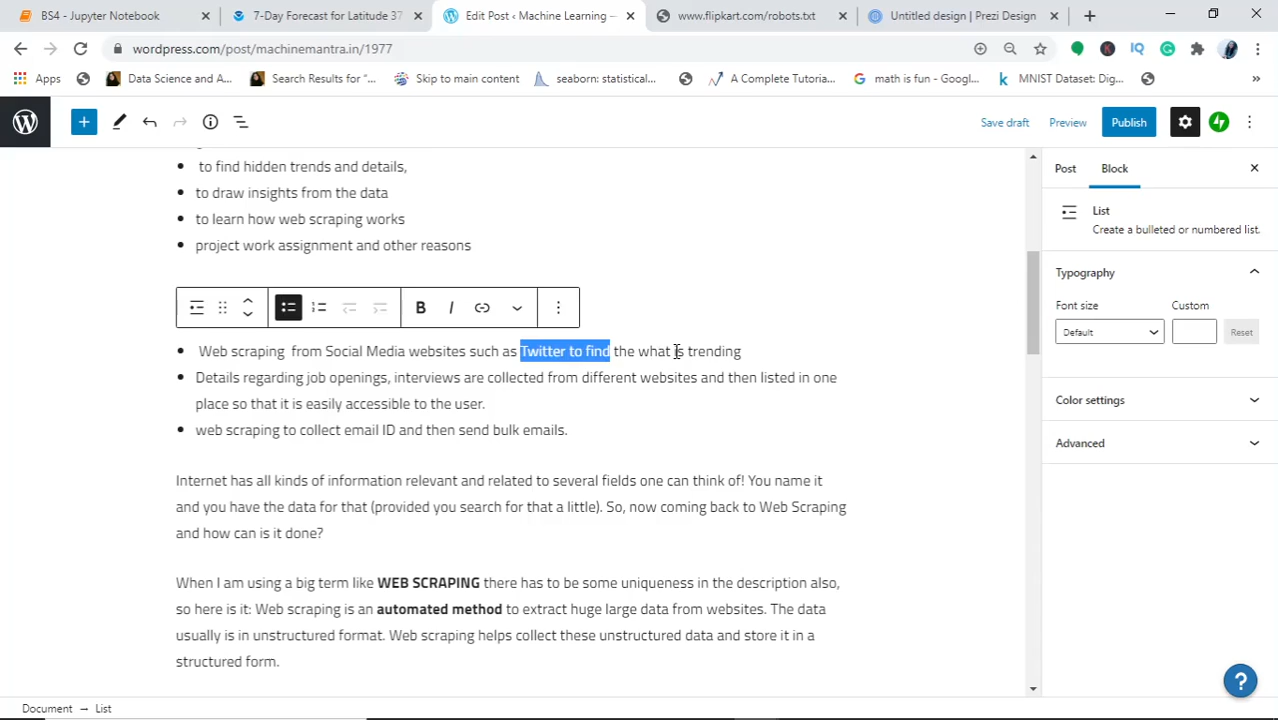 BS4 - Jupyter Notebook
7-Day Forecast for Latitude 37
Edit Post ‹ Machine Learning —
www.flipkart.com/robots.txt
Untitled design | Prezi Design
wordpress.com/post/machinemantra.in/1977
Apps
Data Science and A...
Search Results for "...
Skip to main content
seaborn: statistical...
A Complete Tutoria...
math is fun - Googl...
MNIST Dataset: Dig...
»
Save draft
Preview
Publish
to find hidden trends and details,
to draw insights from the data
to learn how web scraping works
project work assignment and other reasons
B I
Web scraping from Social Media websites such as Twitter to find the what is trending
Details regarding job openings, interviews are collected from different websites and then listed in one
place so that it is easily accessible to the user.
web scraping to collect email ID and then send bulk emails.
Internet has all kinds of information relevant and related to several fields one can think of! You name it
and you have the data for that (provided you search for that a little). So, now coming back to Web Scraping
and how can is it done?
When I am using a big term like WEB SCRAPING there has to be some uniqueness in the description also,
so here is it: Web scraping is an automated method to extract huge large data from websites. The data
usually is in unstructured format. Web scraping helps collect these unstructured data and store it in a
structured form.
Post
Block
List
Create a bulleted or numbered list.
Typography
Font size
Custom
Default
Reset
Color settings
Advanced
Document → List